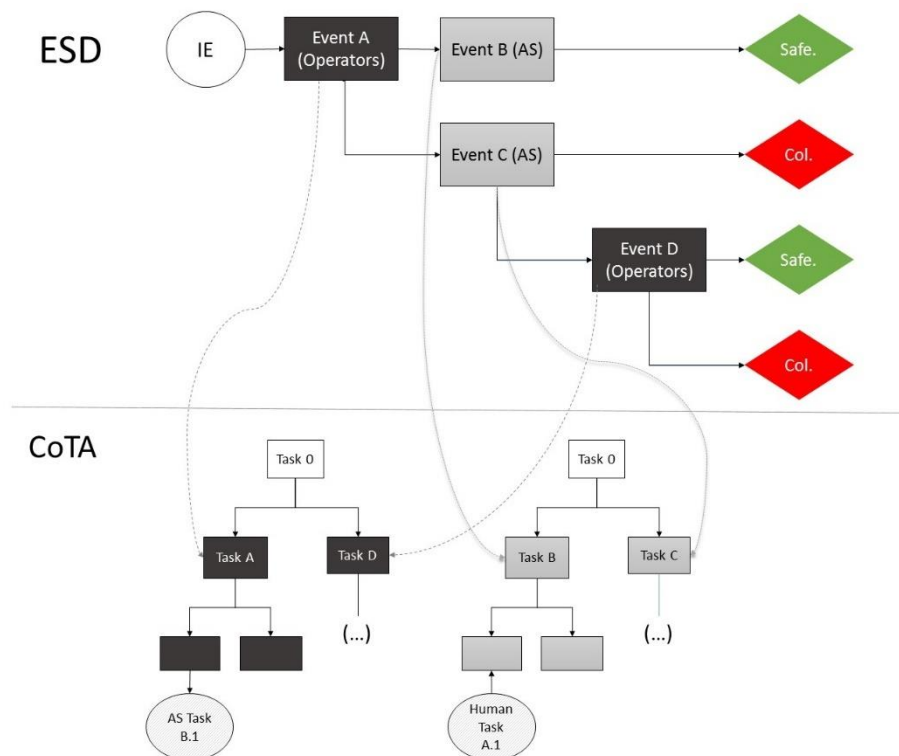 ESD
IE
Event A
(Operators)
Event B (AS)
Safe.
Event C (AS)
Col.
Event D
(Operators)
Safe.
Col.
CoTA
Task 0
Task 0
Task A
Task D
Task B
Task C
(...)
(...)
AS Task
B.1
Human
Task
A.1